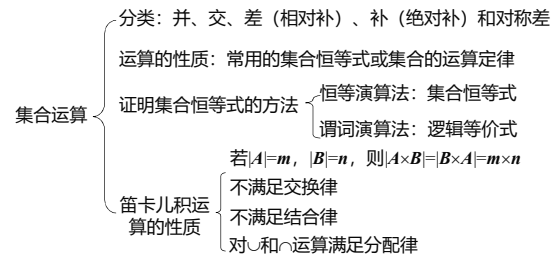 集合运算
分类：并、交、差（相对补）、补（绝对补）和对称差
运算的性质：常用的集合恒等式或集合的运算定律
证明集合恒等式的方法
恒等演算法：集合恒等式
谓词演算法：逻辑等价式
笛卡儿积运
算的性质
若|A|=m，|B|=n，则|A×B|=|B×A|=m×n
不满足交换律
不满足结合律
对∪和∩运算满足分配律